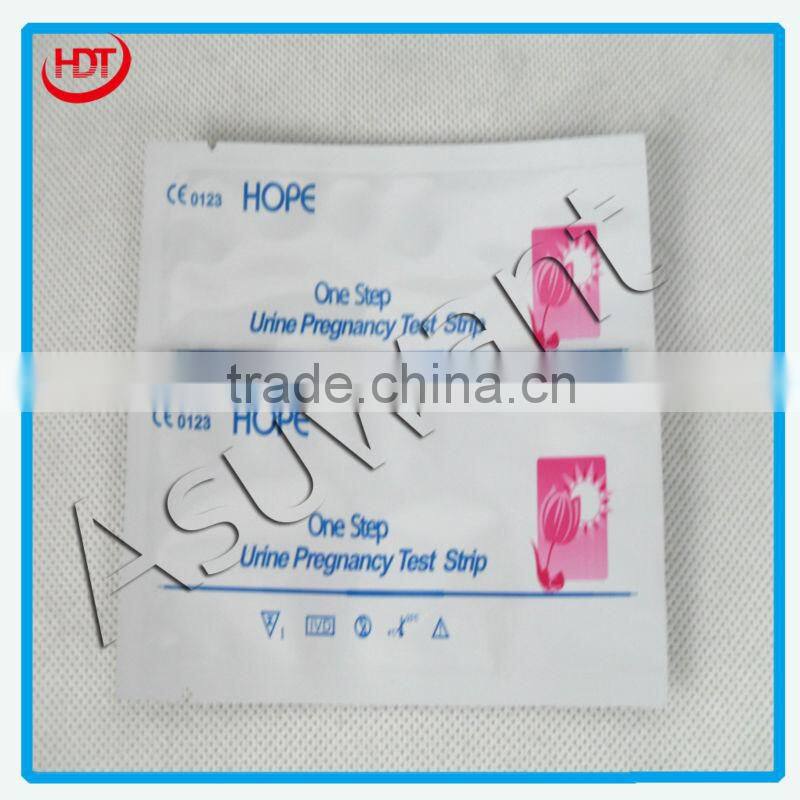 HDT
CE 0123 HOPE
One Step
Urine Pregnancy Test Strip
trade.china.cn
CE 0123 HOPE
One Step
Urine Pregnancy Test Strip
IVD
Asuwant